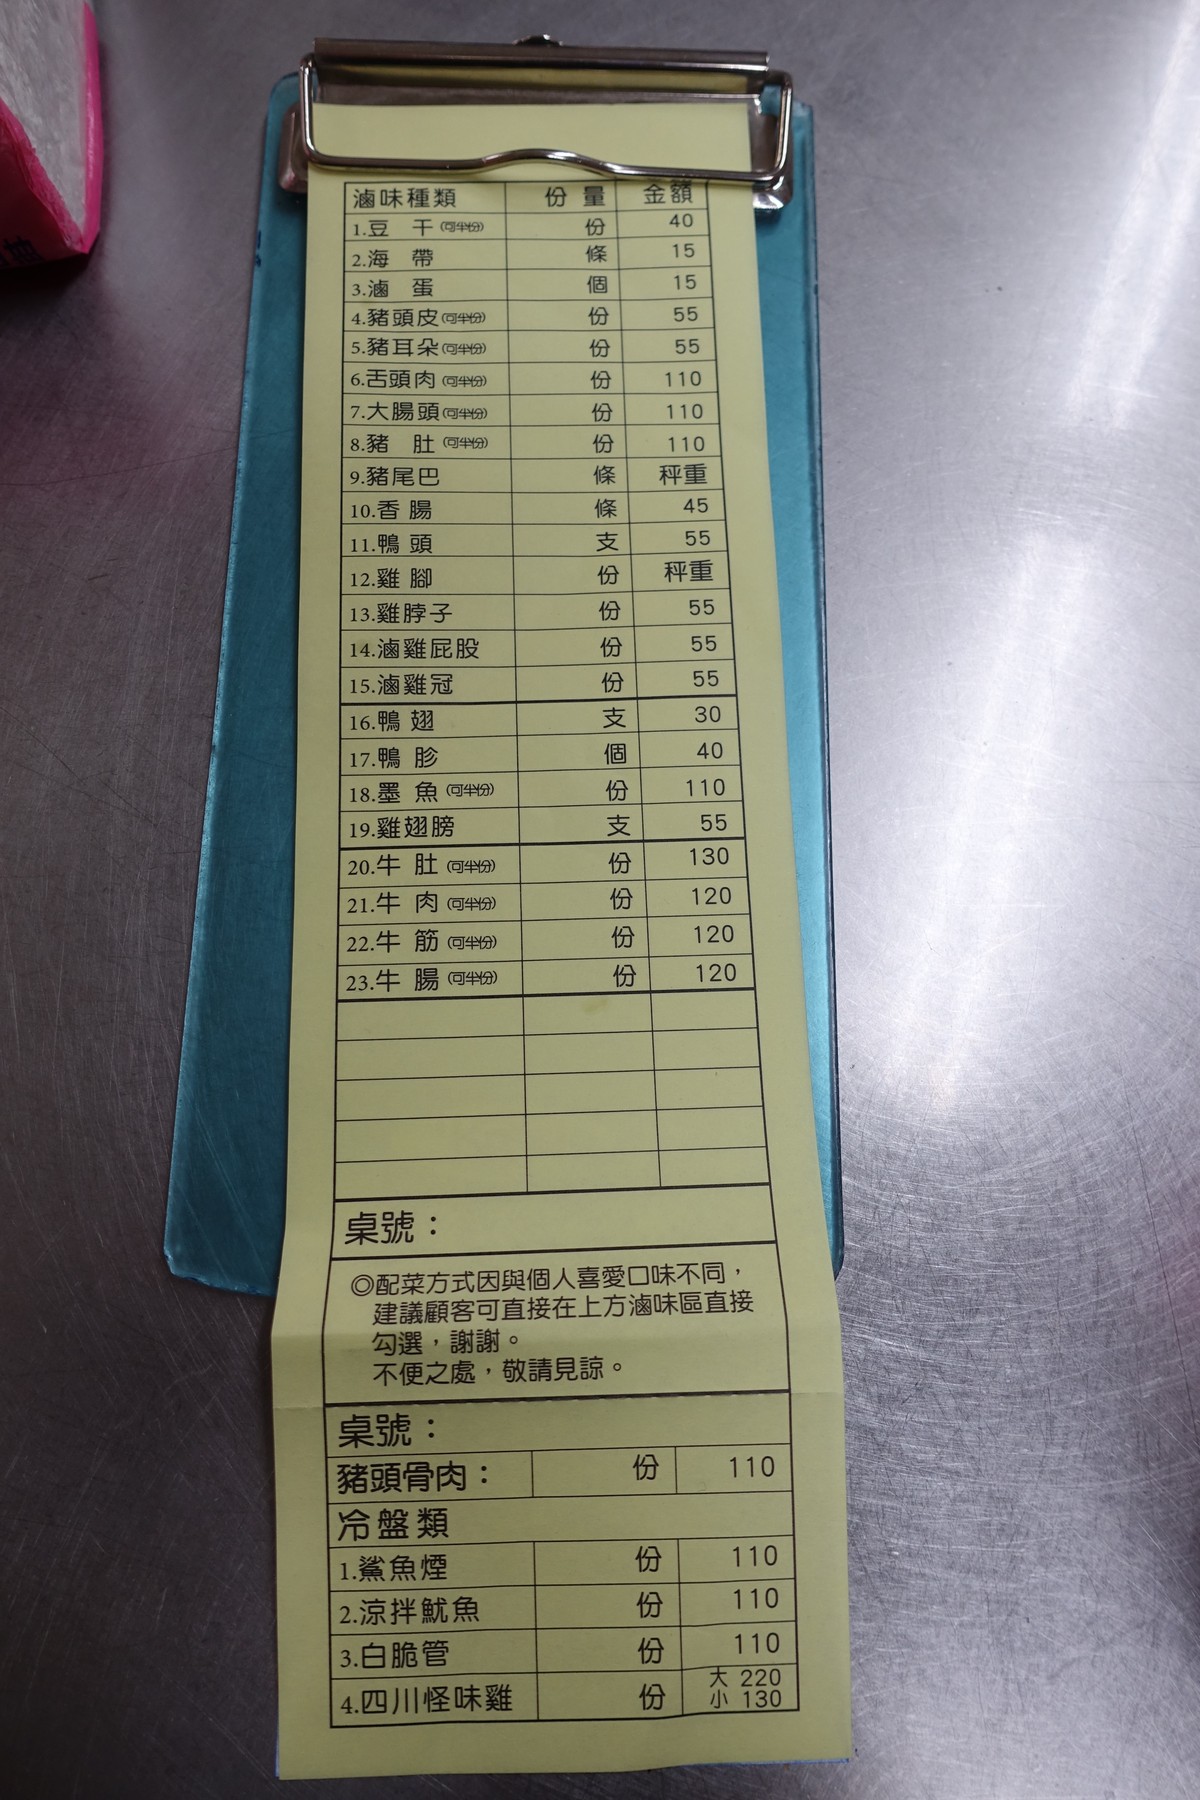 滷味種類 份量 金額
1.豆 干(可半份) 份 40
2.海 帶 條 15
3.滷 蛋 個 15
4.豬頭皮(可半份) 份 55
5.豬耳朵(可半份) 份 55
6.舌頭肉(可半份) 份 110
7.大腸頭(可半份) 份 110
8.豬 肚(可半份) 份 110
9.豬尾巴 條 秤重
10.香 腸 條 45
11.鴨 頭 支 55
12.雞 腳 份 秤重
13.雞脖子 份 55
14.滷雞屁股 份 55
15.滷雞冠 份 55
16.鴨 翅 支 30
17.鴨 胗 個 40
18.墨 魚(可半份) 份 110
19.雞翅膀 支 55
20.牛 肚(可半份) 份 130
21.牛 肉(可半份) 份 120
22.牛 筋(可半份) 份 120
23.牛 腸(可半份) 份 120
桌號：
◎配菜方式因與個人喜愛口味不同，
建議顧客可直接在上方滷味區直接
勾選，謝謝。
不便之處，敬請見諒。
桌號：
豬頭骨肉： 份 110
冷盤類
1.鯊魚煙 份 110
2.涼拌魷魚 份 110
3.白脆管 份 110
4.四川怪味雞 份 大 220
小 130